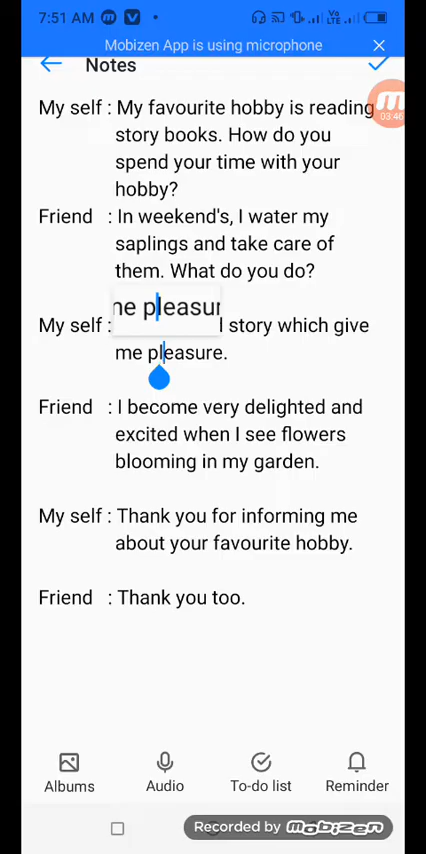 7:51 AM
Mobizen App is using microphone
Notes
03:46
My self : My favourite hobby is reading
story books. How do you
spend your time with your
hobby?
Friend : In weekend's, I water my
saplings and take care of
them. What do you do?
me pleasur
My self : story which give
me pleasure.
Friend : I become very delighted and
excited when I see flowers
blooming in my garden.
My self : Thank you for informing me
about your favourite hobby.
Friend : Thank you too.
Albums Audio To-do list Reminder
Recorded by mobizen